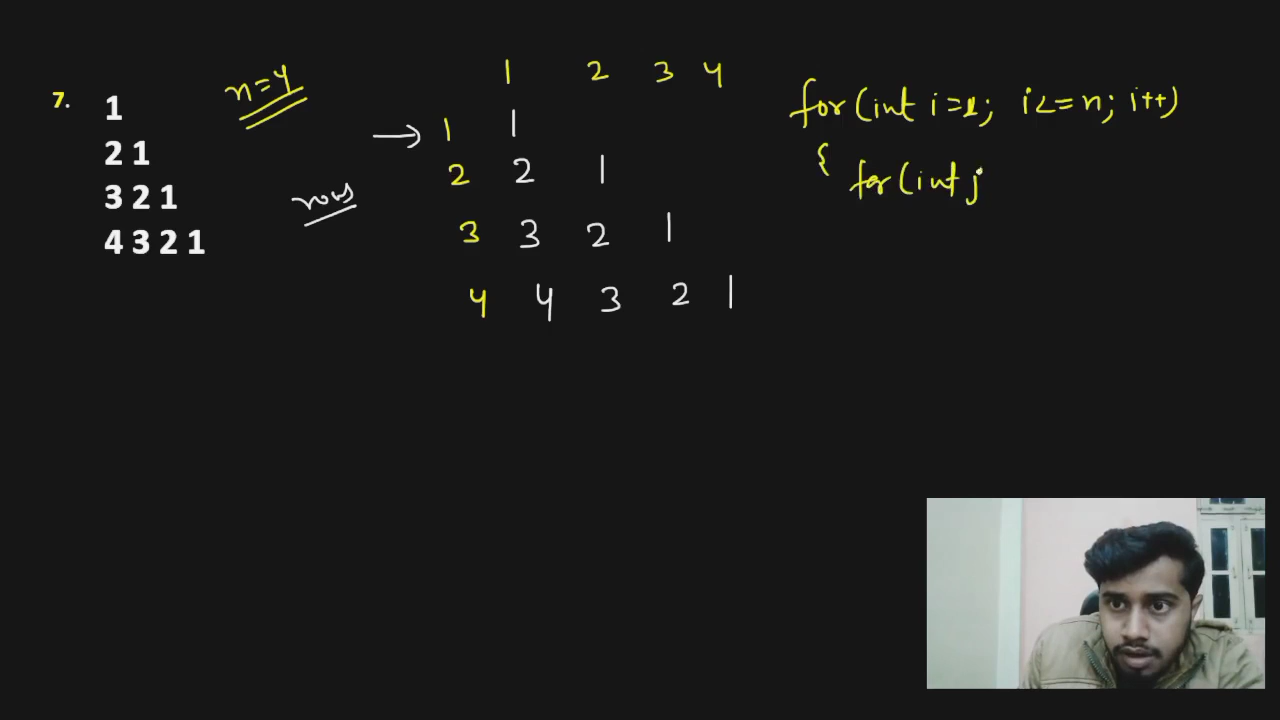 7.
1
2 1
3 2 1
4 3 2 1
n=4
rows
1 2 3 4
→ 1 1
2 2 1
3 3 2 1
4 4 3 2 1
for(int i=1; i<=n; i++)
{ for(int j